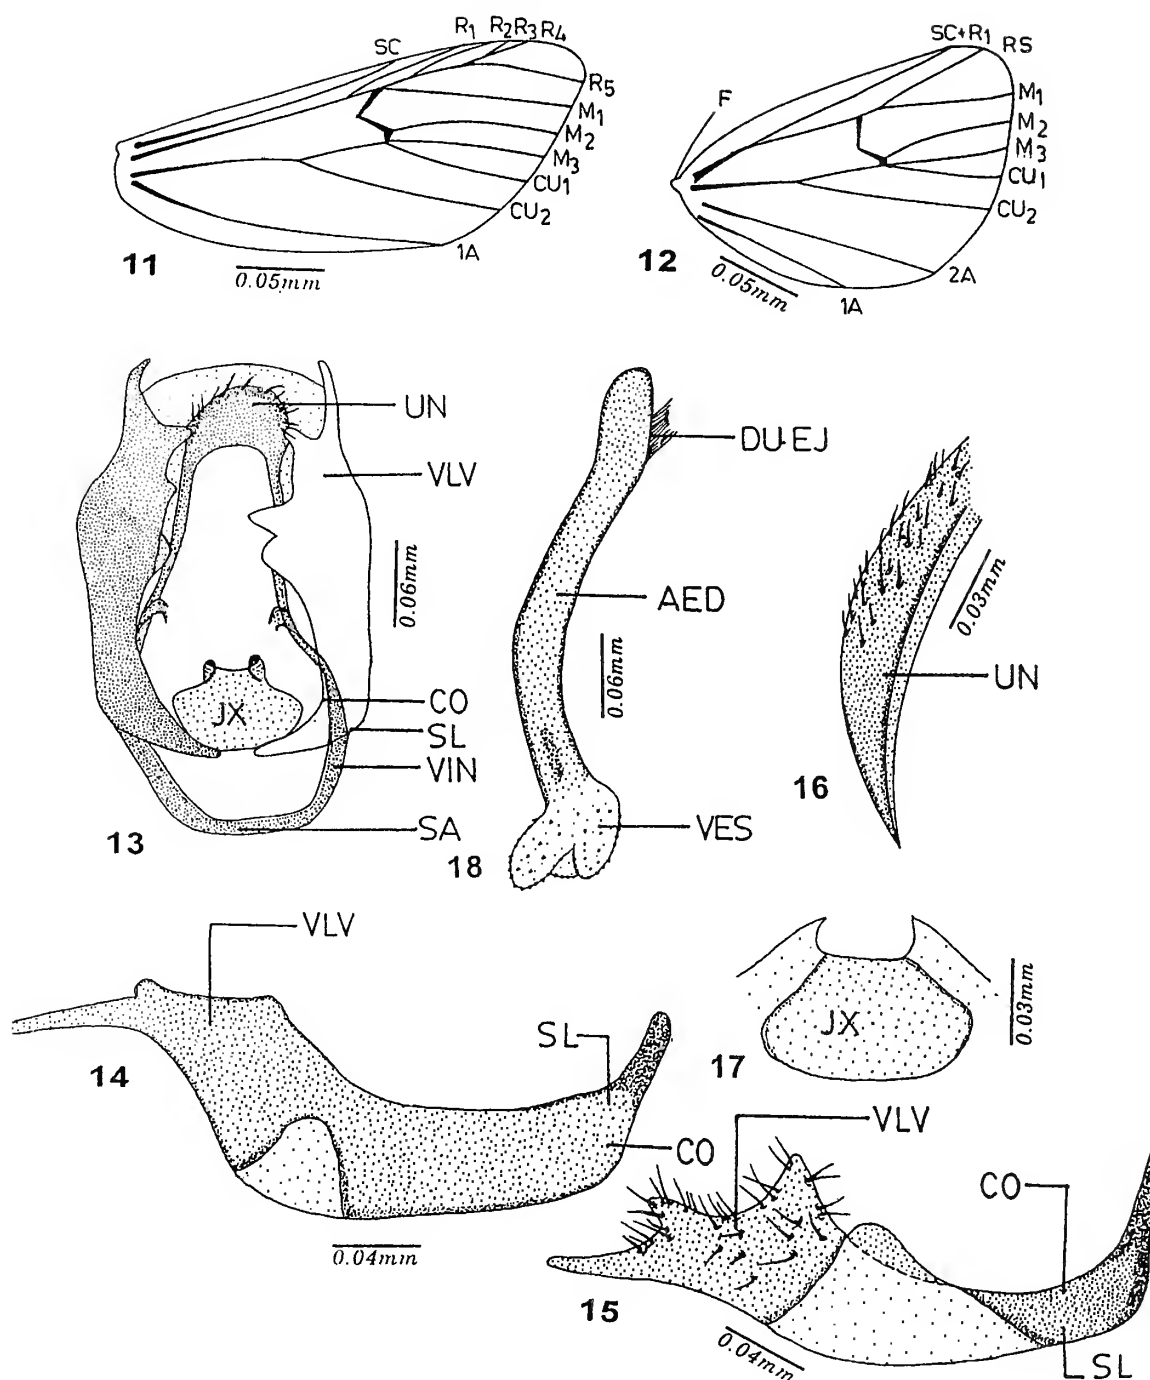 SC R1 R2 R3 R4
R5
M1
M2
M3
CU1
CU2
1A
11
0.05mm
SC+R1 RS
F
M1
M2
M3
CU1
CU2
2A
1A
12
0.05mm
UN
VLV
0.06mm
JX
CO
SL
VIN
SA
13
DU·EJ
AED
0.06mm
VES
18
0.03mm
UN
16
VLV
SL
CO
14
0.04mm
JX
0.03mm
17
VLV
CO
SL
15
0.04mm